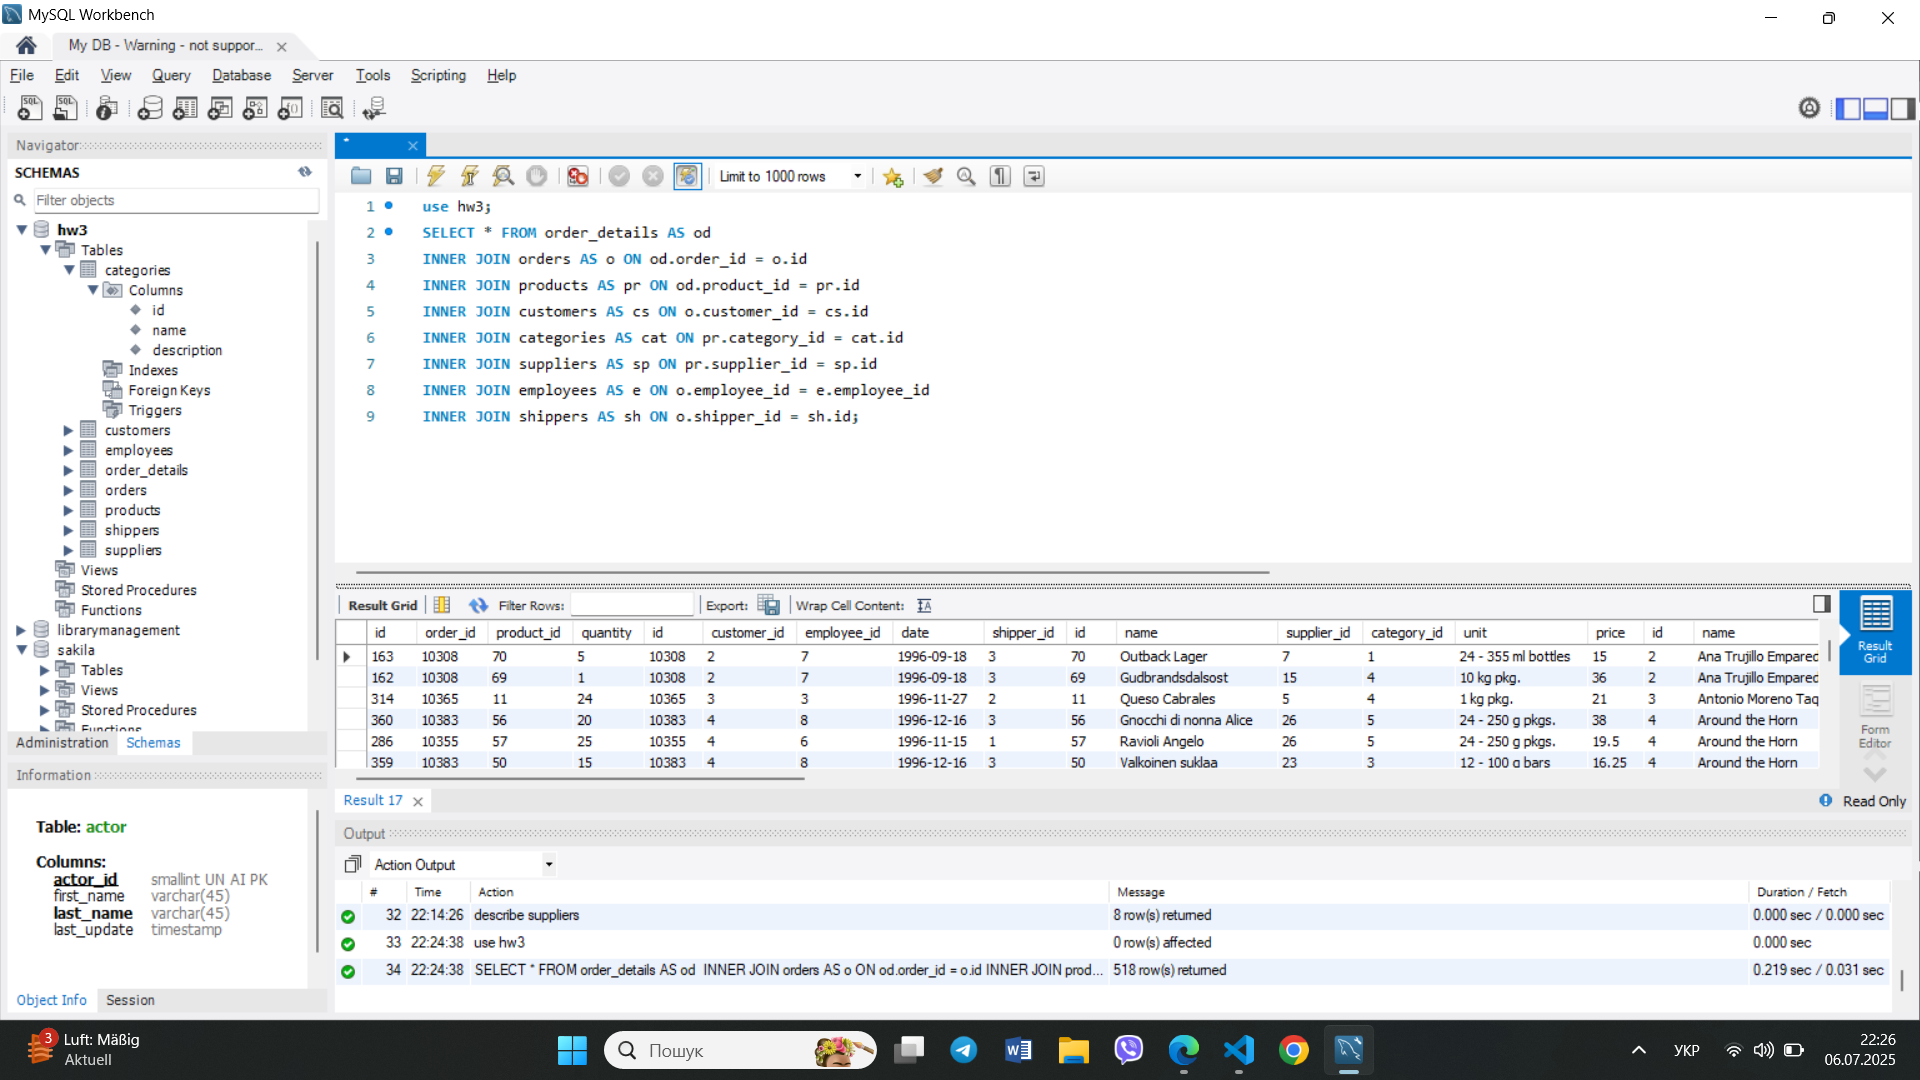 MySQL Workbench
My DB - Warning - not suppor...
File Edit View Query Database Server Tools Scripting Help
Navigator
SCHEMAS
Filter objects
hw3
Tables
categories
Columns
id
name
description
Indexes
Foreign Keys
Triggers
customers
employees
order_details
orders
products
shippers
suppliers
Views
Stored Procedures
Functions
librarymanagement
sakila
Tables
Views
Stored Procedures
Functions
Administration Schemas
Information
Table: actor
Columns:
actor_id smallint UN AI PK
first_name varchar(45)
last_name varchar(45)
last_update timestamp
Object Info Session
*
Limit to 1000 rows
1 use hw3;
2 SELECT * FROM order_details AS od
3 INNER JOIN orders AS o ON od.order_id = o.id
4 INNER JOIN products AS pr ON od.product_id = pr.id
5 INNER JOIN customers AS cs ON o.customer_id = cs.id
6 INNER JOIN categories AS cat ON pr.category_id = cat.id
7 INNER JOIN suppliers AS sp ON pr.supplier_id = sp.id
8 INNER JOIN employees AS e ON o.employee_id = e.employee_id
9 INNER JOIN shippers AS sh ON o.shipper_id = sh.id;
Result Grid Filter Rows: Export: Wrap Cell Content:
id order_id product_id quantity id customer_id employee_id date shipper_id id name supplier_id category_id unit price id name
163 10308 70 5 10308 2 7 1996-09-18 3 70 Outback Lager 7 1 24 - 355 ml bottles 15 2 Ana Trujillo Empared
162 10308 69 1 10308 2 7 1996-09-18 3 69 Gudbrandsdalsost 15 4 10 kg pkg. 36 2 Ana Trujillo Empared
314 10365 11 24 10365 3 3 1996-11-27 2 11 Queso Cabrales 5 4 1 kg pkg. 21 3 Antonio Moreno Taq
360 10383 56 20 10383 4 8 1996-12-16 3 56 Gnocchi di nonna Alice 26 5 24 - 250 g pkgs. 38 4 Around the Horn
286 10355 57 25 10355 4 6 1996-11-15 1 57 Ravioli Angelo 26 5 24 - 250 g pkgs. 19.5 4 Around the Horn
359 10383 50 15 10383 4 8 1996-12-16 3 50 Valkoinen suklaa 23 3 12 - 100 g bars 16.25 4 Around the Horn
Result Grid
Form Editor
Result 17
Read Only
Output
Action Output
# Time Action Message Duration / Fetch
32 22:14:26 describe suppliers 8 row(s) returned 0.000 sec / 0.000 sec
33 22:24:38 use hw3 0 row(s) affected 0.000 sec
34 22:24:38 SELECT * FROM order_details AS od INNER JOIN orders AS o ON od.order_id = o.id INNER JOIN prod... 518 row(s) returned 0.219 sec / 0.031 sec
3
Luft: Mäßig
Aktuell
Пошук
УКР
22:26
06.07.2025